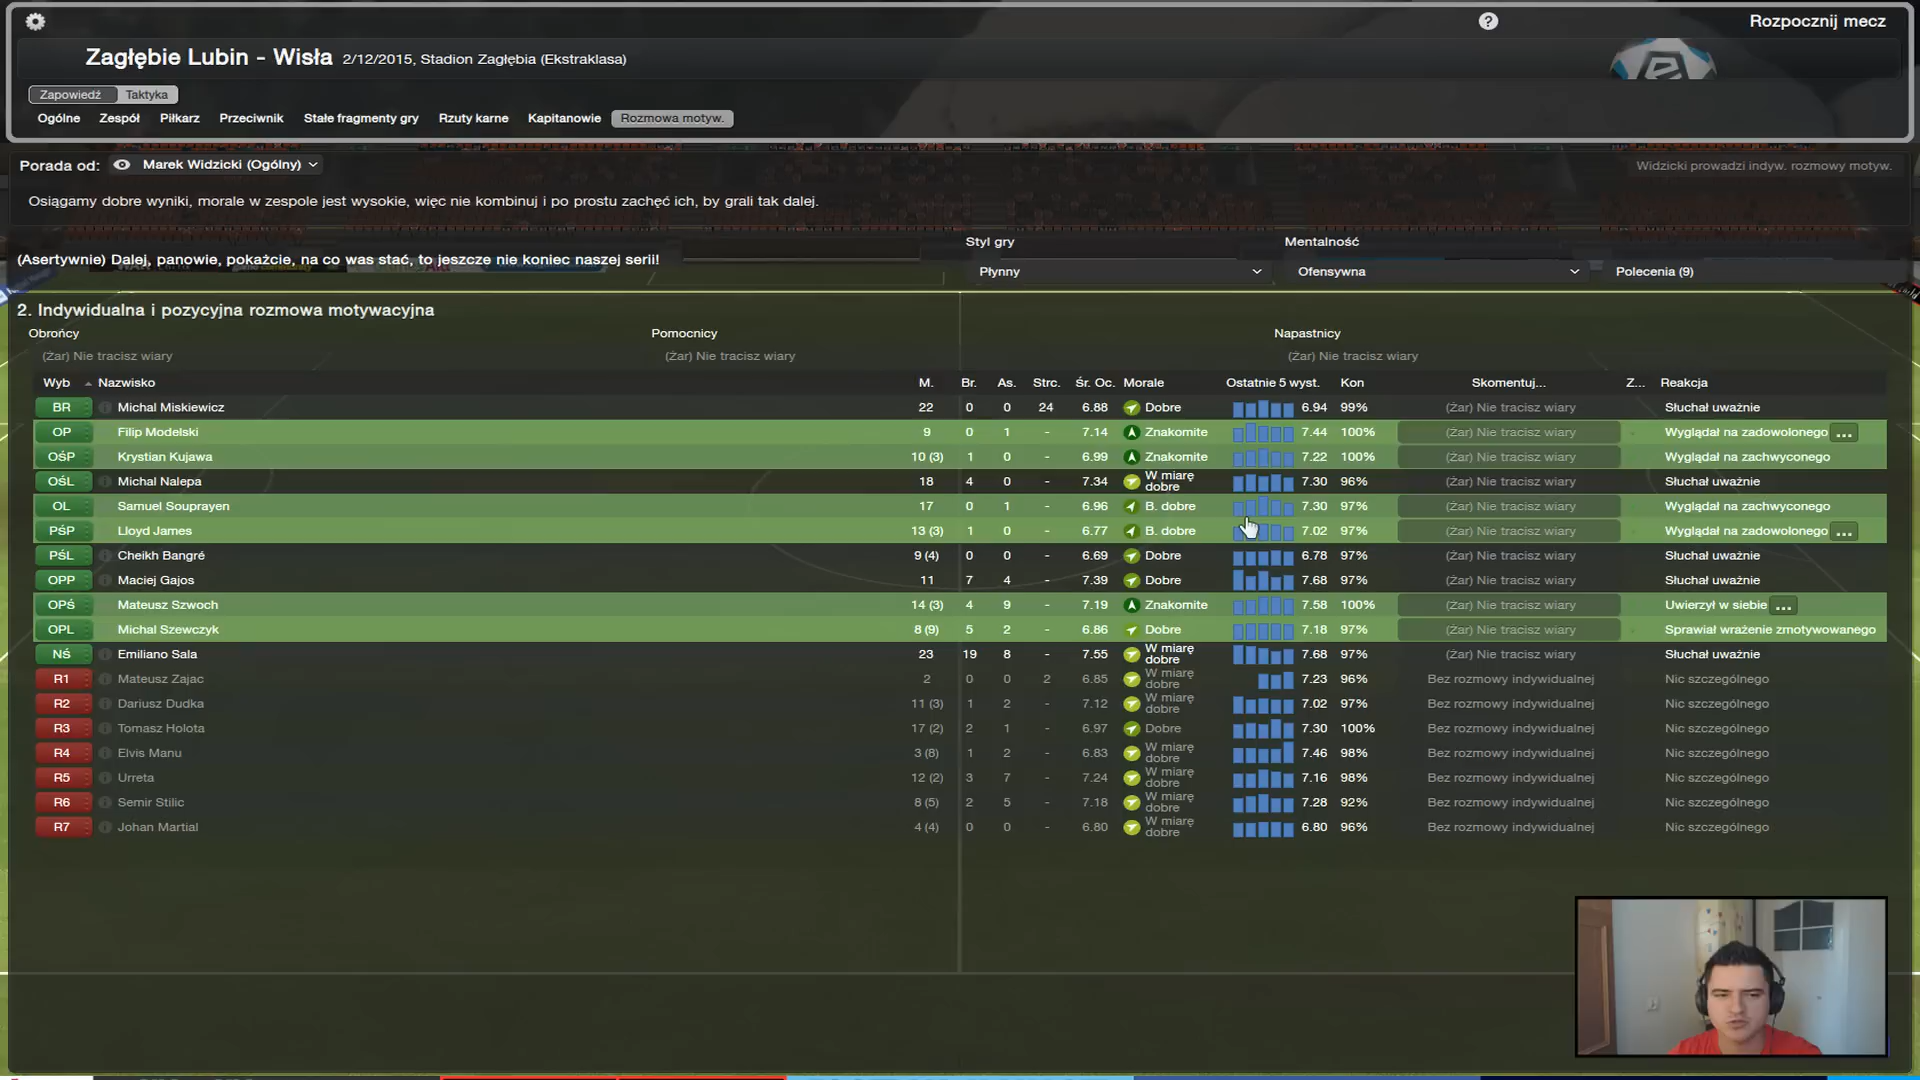 Rozpocznij mecz
Zagłębie Lubin - Wisła 2/12/2015, Stadion Zagłębia (Ekstraklasa)
Zapowiedź Taktyka
Ogólne Zespół Piłkarz Przeciwnik Stałe fragmenty gry Rzuty karne Kapitanowie Rozmowa motyw.
Porada od: Marek Widzicki (Ogólny) Widzicki prowadzi indyw. rozmowy motyw.
Osiągamy dobre wyniki, morale w zespole jest wysokie, więc nie kombinuj i po prostu zachęć ich, by grali tak dalej.
Styl gry Mentalność
(Asertywnie) Dalej, panowie, pokażcie, na co was stać, to jeszcze nie koniec naszej serii!
Płynny Ofensywna Polecenia (9)
2. Indywidualna i pozycyjna rozmowa motywacyjna
Obrońcy Pomocnicy Napastnicy
(Żar) Nie tracisz wiary (Żar) Nie tracisz wiary (Żar) Nie tracisz wiary
Wyb Nazwisko M. Br. As. Strc. Śr. Oc. Morale Ostatnie 5 wyst. Kon Skomentuj... Z... Reakcja
BR Michal Miskiewicz 22 0 0 24 6.88 Dobre 6.94 99% (Żar) Nie tracisz wiary Słuchał uważnie
OP Filip Modelski 9 0 1 - 7.14 Znakomite 7.44 100% (Żar) Nie tracisz wiary Wyglądał na zadowolonego ...
OŚP Krystian Kujawa 10 (3) 1 0 - 6.99 Znakomite 7.22 100% (Żar) Nie tracisz wiary Wyglądał na zachwyconego
OŚL Michal Nalepa 18 4 0 - 7.34 W miarę dobre 7.30 96% (Żar) Nie tracisz wiary Słuchał uważnie
OL Samuel Souprayen 17 0 1 - 6.96 B. dobre 7.30 97% (Żar) Nie tracisz wiary Wyglądał na zachwyconego
PŚP Lloyd James 13 (3) 1 0 - 6.77 B. dobre 7.02 97% (Żar) Nie tracisz wiary Wyglądał na zadowolonego ...
PŚL Cheikh Bangré 9 (4) 0 0 - 6.69 Dobre 6.78 97% (Żar) Nie tracisz wiary Słuchał uważnie
OPP Maciej Gajos 11 7 4 - 7.39 Dobre 7.68 97% (Żar) Nie tracisz wiary Słuchał uważnie
OPŚ Mateusz Szwoch 14 (3) 4 9 - 7.19 Znakomite 7.58 100% (Żar) Nie tracisz wiary Uwierzył w siebie ...
OPL Michal Szewczyk 8 (9) 5 2 - 6.86 Dobre 7.18 97% (Żar) Nie tracisz wiary Sprawiał wrażenie zmotywowanego
NŚ Emiliano Sala 23 19 8 - 7.55 W miarę dobre 7.68 97% (Żar) Nie tracisz wiary Słuchał uważnie
R1 Mateusz Zajac 2 0 0 2 6.85 W miarę dobre 7.23 96% Bez rozmowy indywidualnej Nic szczególnego
R2 Dariusz Dudka 11 (3) 1 2 - 7.12 W miarę dobre 7.02 97% Bez rozmowy indywidualnej Nic szczególnego
R3 Tomasz Holota 17 (2) 2 1 - 6.97 Dobre 7.30 100% Bez rozmowy indywidualnej Nic szczególnego
R4 Elvis Manu 3 (8) 1 2 - 6.83 W miarę dobre 7.46 98% Bez rozmowy indywidualnej Nic szczególnego
R5 Urreta 12 (2) 3 7 - 7.24 W miarę dobre 7.16 98% Bez rozmowy indywidualnej Nic szczególnego
R6 Semir Stilic 8 (5) 2 5 - 7.18 W miarę dobre 7.28 92% Bez rozmowy indywidualnej Nic szczególnego
R7 Johan Martial 4 (4) 0 0 - 6.80 W miarę dobre 6.80 96% Bez rozmowy indywidualnej Nic szczególnego